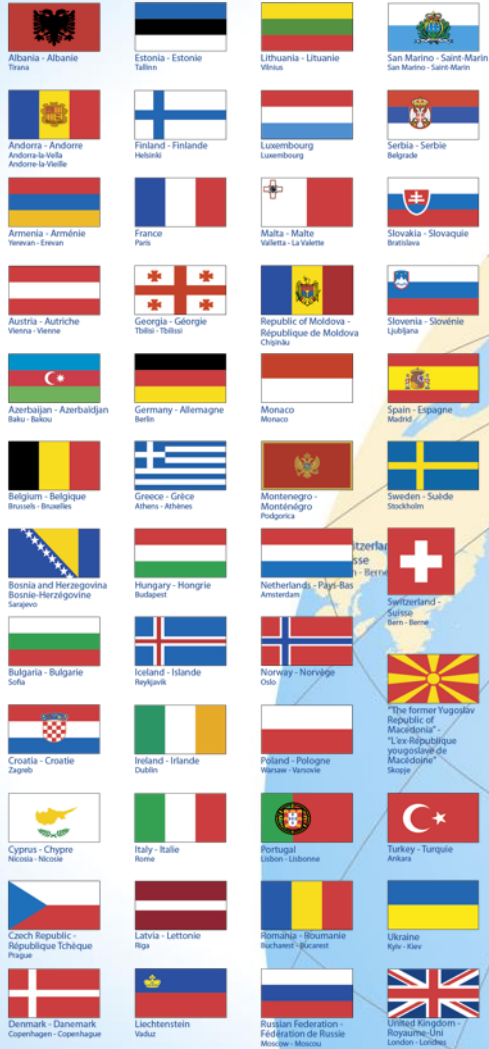 Albania - Albanie
Tirana
Andorra - Andorre
Andorra-la-Vella
Andorre-la-Vieille
Armenia - Arménie
Yerevan - Erevan
Austria - Autriche
Vienna - Vienne
Azerbaijan - Azerbaïdjan
Baku - Bakou
Belgium - Belgique
Brussels - Bruxelles
Bosnia and Herzegovina
Bosnie-Herzégovine
Sarajevo
Bulgaria - Bulgarie
Sofia
Croatia - Croatie
Zagreb
Cyprus - Chypre
Nicosia - Nicosie
Czech Republic -
République Tchèque
Prague
Denmark - Danemark
Copenhagen - Copenhague
Estonia - Estonie
Tallinn
Finland - Finlande
Helsinki
France
Paris
Georgia - Géorgie
Tbilisi - Tbilissi
Germany - Allemagne
Berlin
Greece - Grèce
Athens - Athènes
Hungary - Hongrie
Budapest
Iceland - Islande
Reykjavik
Ireland - Irlande
Dublin
Italy - Italie
Rome
Latvia - Lettonie
Riga
Liechtenstein
Vaduz
Lithuania - Lituanie
Vilnius
Luxembourg
Luxembourg
Malta - Malte
Valletta - La Valette
Republic of Moldova -
République de Moldova
Chişinău
Monaco
Monaco
Montenegro -
Monténégro
Podgorica
Netherlands - Pays-Bas
Amsterdam
Norway - Norvège
Oslo
Poland - Pologne
Warsaw - Varsovie
Portugal
Lisbon - Lisbonne
Romania - Roumanie
Bucharest - Bucarest
Russian Federation -
Fédération de Russie
Moscow - Moscou
San Marino - Saint-Marin
San Marino - Saint-Marin
Serbia - Serbie
Belgrade
Slovakia - Slovaquie
Bratislava
Slovenia - Slovénie
Ljubljana
Spain - Espagne
Madrid
Sweden - Suède
Stockholm
Switzerland -
Suisse
Bern - Berne
"The former Yugoslav
Republic of
Macedonia" -
"L'ex-République
yougoslave de
Macédoine"
Skopje
Turkey - Turquie
Ankara
Ukraine
Kyiv - Kiev
United Kingdom -
Royaume-Uni
London - Londres